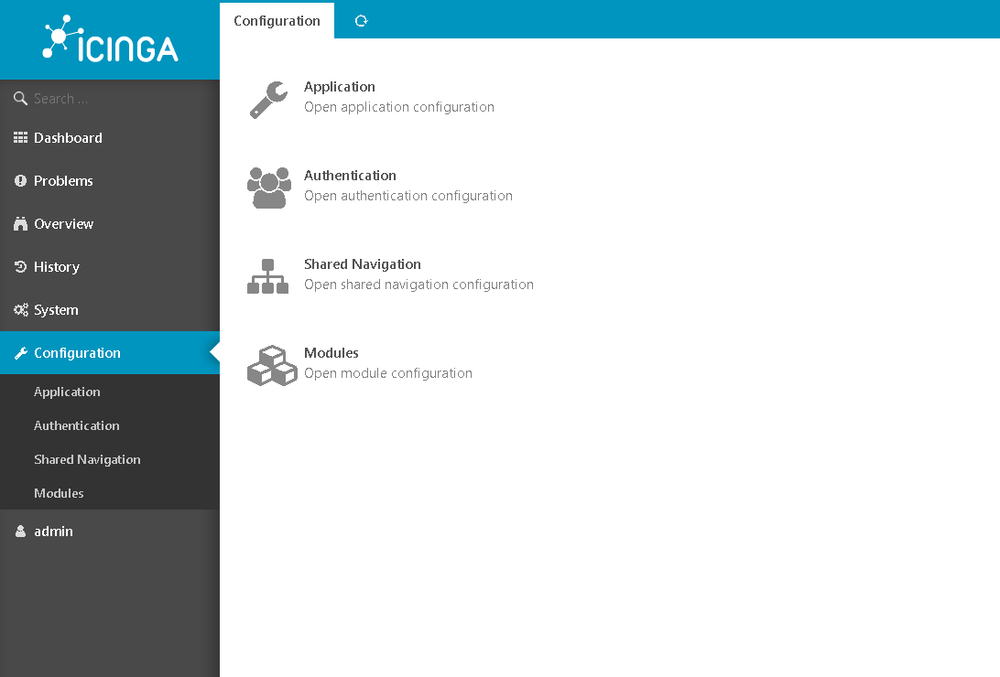 ICINGA
Search ...
Dashboard
Problems
Overview
History
System
Configuration
Application
Authentication
Shared Navigation
Modules
admin
Configuration
Application
Open application configuration
Authentication
Open authentication configuration
Shared Navigation
Open shared navigation configuration
Modules
Open module configuration